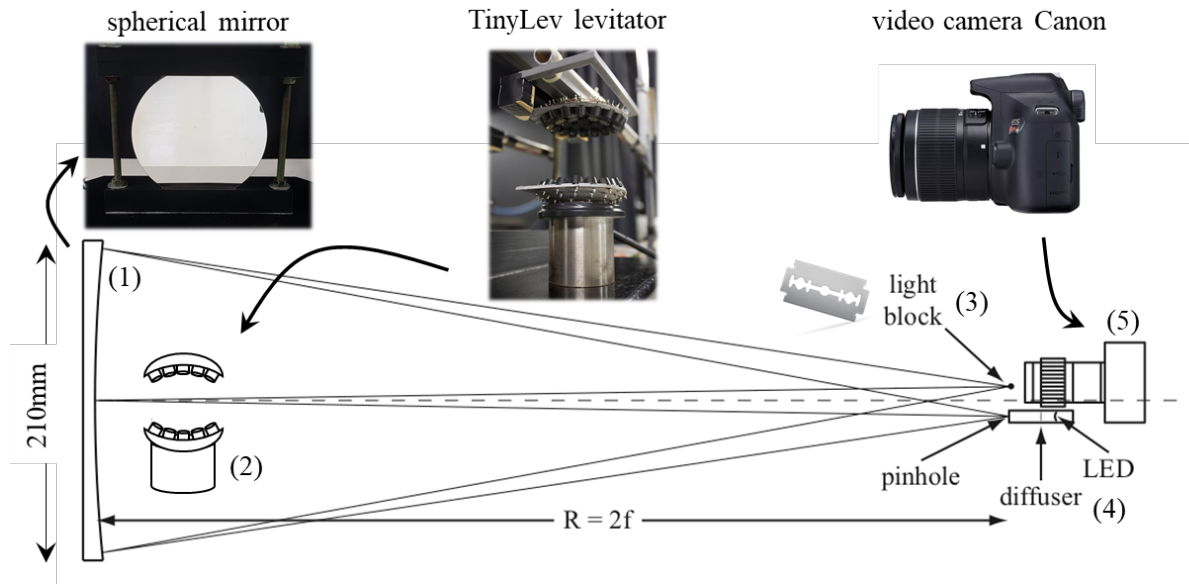 spherical mirror
TinyLev levitator
video camera Canon
(1)
light
block
(3)
(5)
210mm
(2)
pinhole
LED
diffuser
(4)
R = 2f